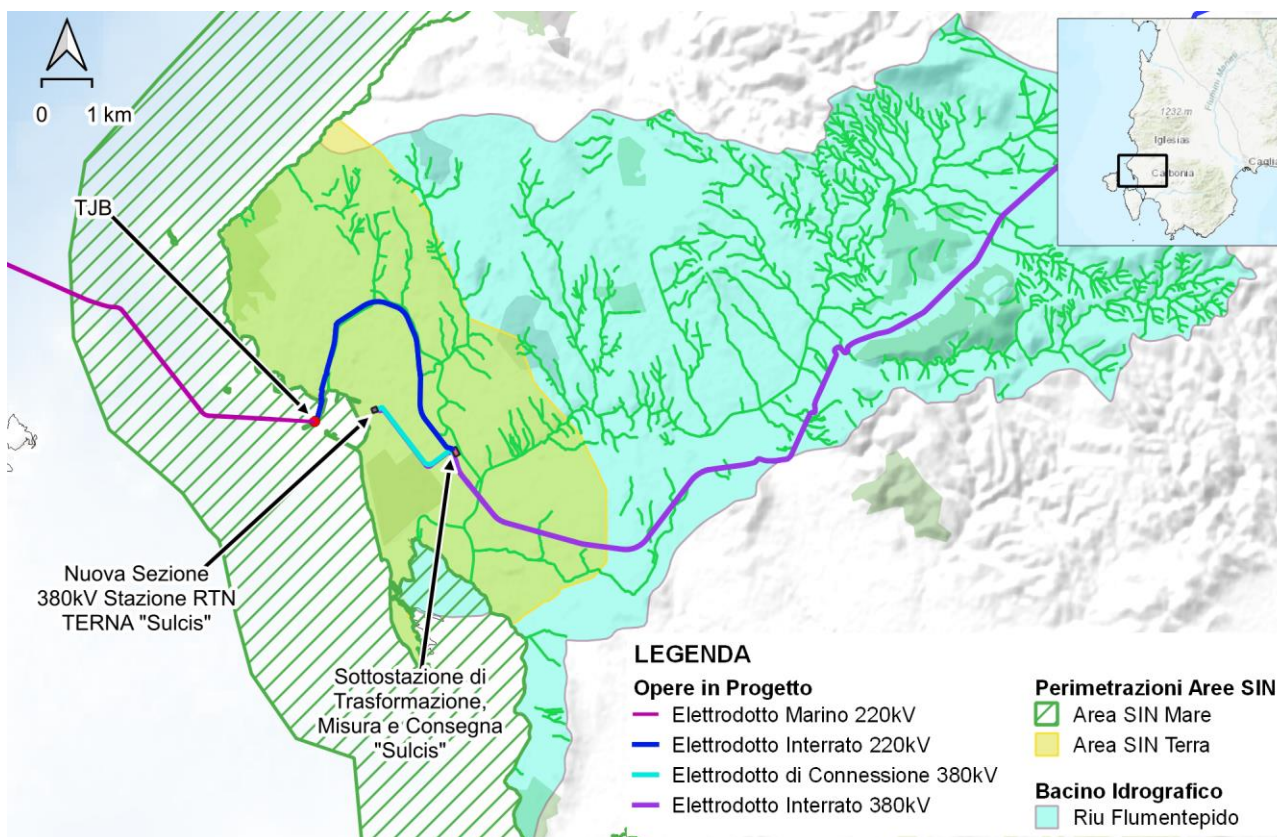 0 1 km
TJB
Nuova Sezione
380kV Stazione RTN
TERNA "Sulcis"
Sottostazione di
Trasformazione,
Misura e Consegna
"Sulcis"
1232 m
Iglesias
Carbonia
LEGENDA
Opere in Progetto
Elettrodotto Marino 220kV
Elettrodotto Interrato 220kV
Elettrodotto di Connessione 380kV
Elettrodotto Interrato 380kV
Perimetrazioni Aree SIN
Area SIN Mare
Area SIN Terra
Bacino Idrografico
Riu Flumentepido